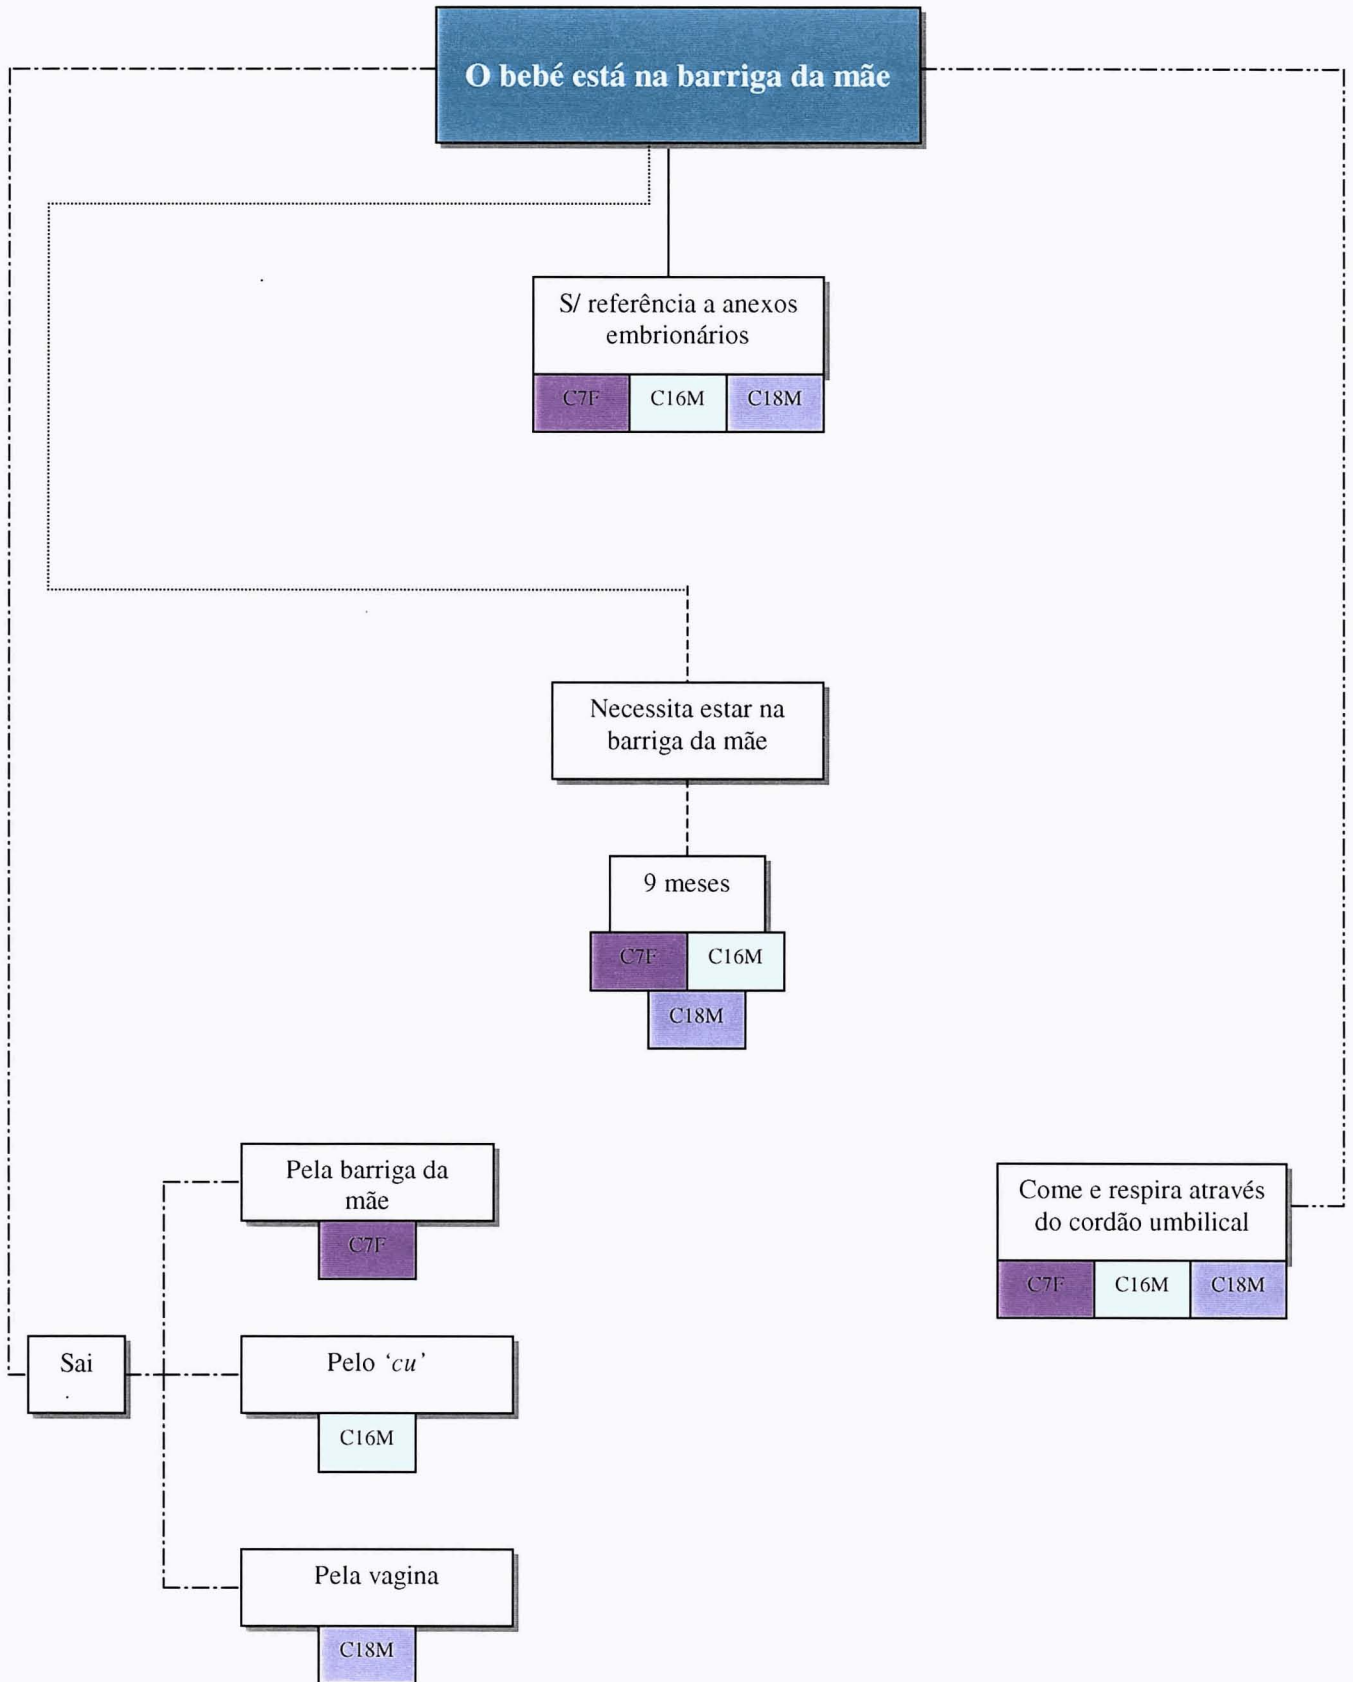 O bebé está na barriga da mãe
S/ referência a anexos
embrionários
C7F C16M C18M
Necessita estar na
barriga da mãe
9 meses
C7F C16M
C18M
Pela barriga da
mãe
C7F
Come e respira através
do cordão umbilical
C7F C16M C18M
Sai
Pelo ‘cu’
C16M
Pela vagina
C18M